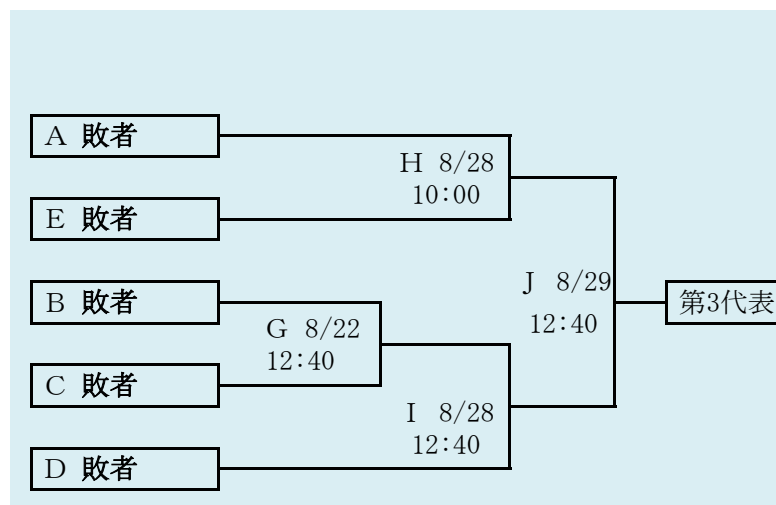 A 敗者
H 8/28
10:00
E 敗者
J 8/29
12:40
第3代表
B 敗者
G 8/22
12:40
C 敗者
I 8/28
12:40
D 敗者